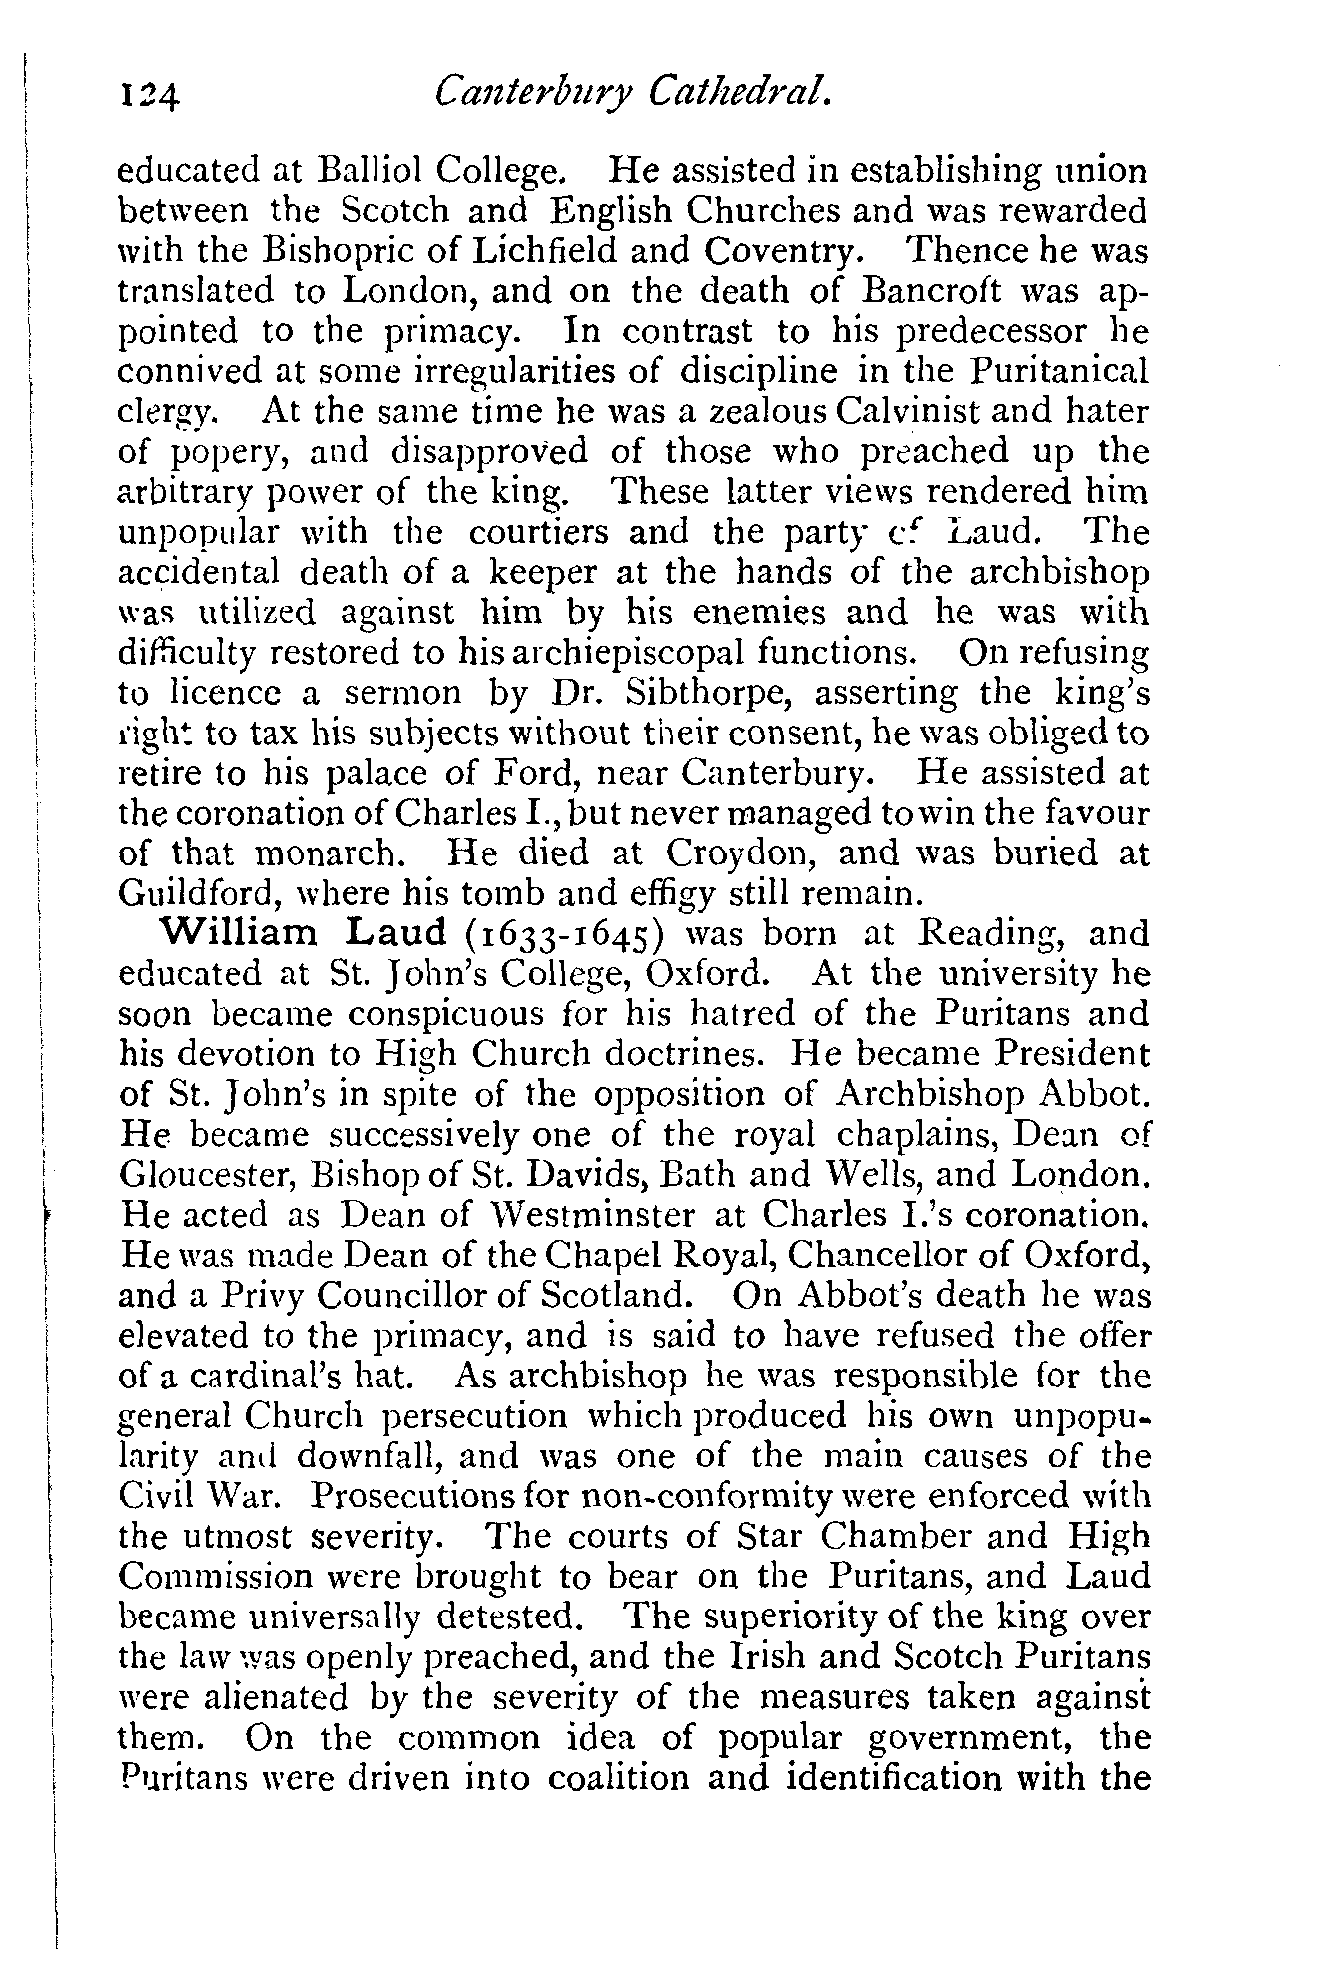 124 Canterbury Cathedral.
educated at Balliol College. He assisted in establishing union
between the Scotch and English Churches and was rewarded
with the Bishopric of Lichfield and Coventry. Thence he was
translated to London, and on the death of Bancroft was ap-
pointed to the primacy. In contrast to his predecessor he
connived at some irregularities of discipline in the Puritanical
clergy. At the same time he was a zealous Calvinist and hater
of popery, and disapproved of those who preached up the
arbitrary power of the king. These latter views rendered him
unpopular with the courtiers and the party of Laud. The
accidental death of a keeper at the hands of the archbishop
was utilized against him by his enemies and he was with
difficulty restored to his archiepiscopal functions. On refusing
to licence a sermon by Dr. Sibthorpe, asserting the king's
right to tax his subjects without their consent, he was obliged to
retire to his palace of Ford, near Canterbury. He assisted at
the coronation of Charles I., but never managed to win the favour
of that monarch. He died at Croydon, and was buried at
Guildford, where his tomb and effigy still remain.
William Laud (1633-1645) was born at Reading, and
educated at St. John's College, Oxford. At the university he
soon became conspicuous for his hatred of the Puritans and
his devotion to High Church doctrines. He became President
of St. John's in spite of the opposition of Archbishop Abbot.
He became successively one of the royal chaplains, Dean of
Gloucester, Bishop of St. Davids, Bath and Wells, and London.
He acted as Dean of Westminster at Charles I.'s coronation.
He was made Dean of the Chapel Royal, Chancellor of Oxford,
and a Privy Councillor of Scotland. On Abbot's death he was
elevated to the primacy, and is said to have refused the offer
of a cardinal's hat. As archbishop he was responsible for the
general Church persecution which produced his own unpopu-
larity and downfall, and was one of the main causes of the
Civil War. Prosecutions for non-conformity were enforced with
the utmost severity. The courts of Star Chamber and High
Commission were brought to bear on the Puritans, and Laud
became universally detested. The superiority of the king over
the law was openly preached, and the Irish and Scotch Puritans
were alienated by the severity of the measures taken against
them. On the common idea of popular government, the
Puritans were driven into coalition and identification with the